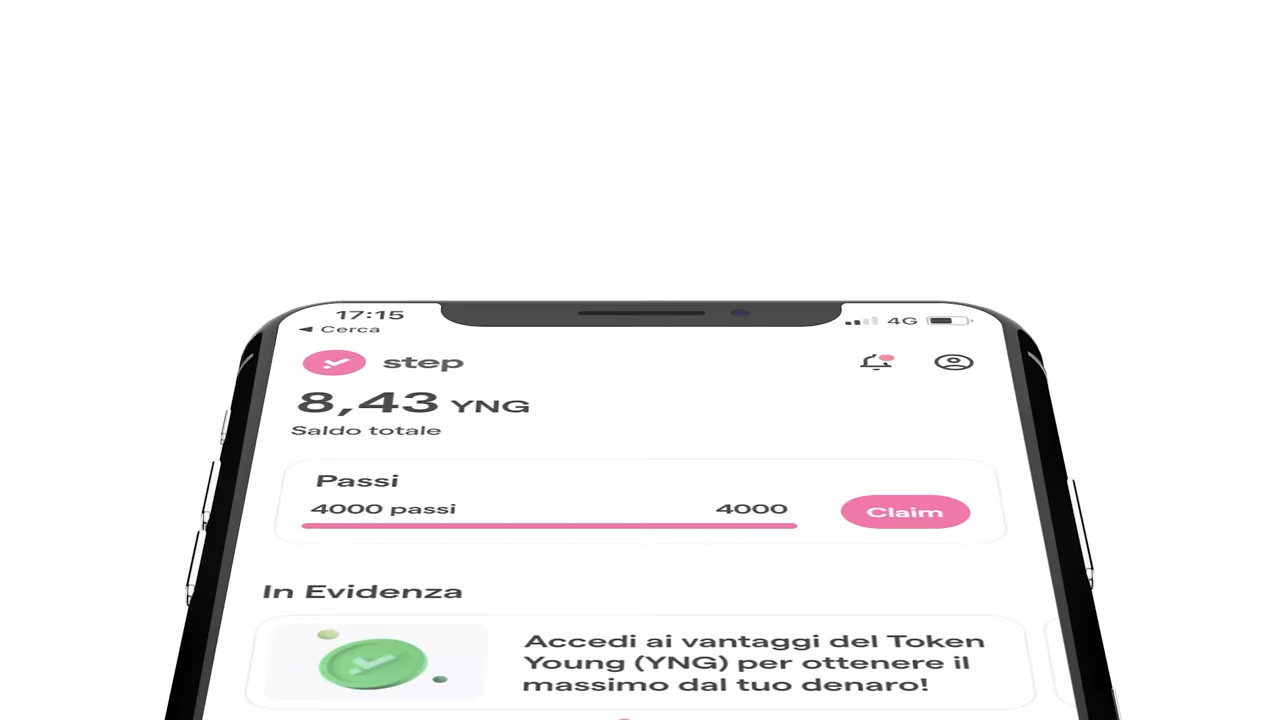 17:15
4G
◀ Cerca
step
8,43 YNG
Saldo totale
Passi
4000 passi
4000
Claim
In Evidenza
Accedi ai vantaggi del Token
Young (YNG) per ottenere il
massimo dal tuo denaro!